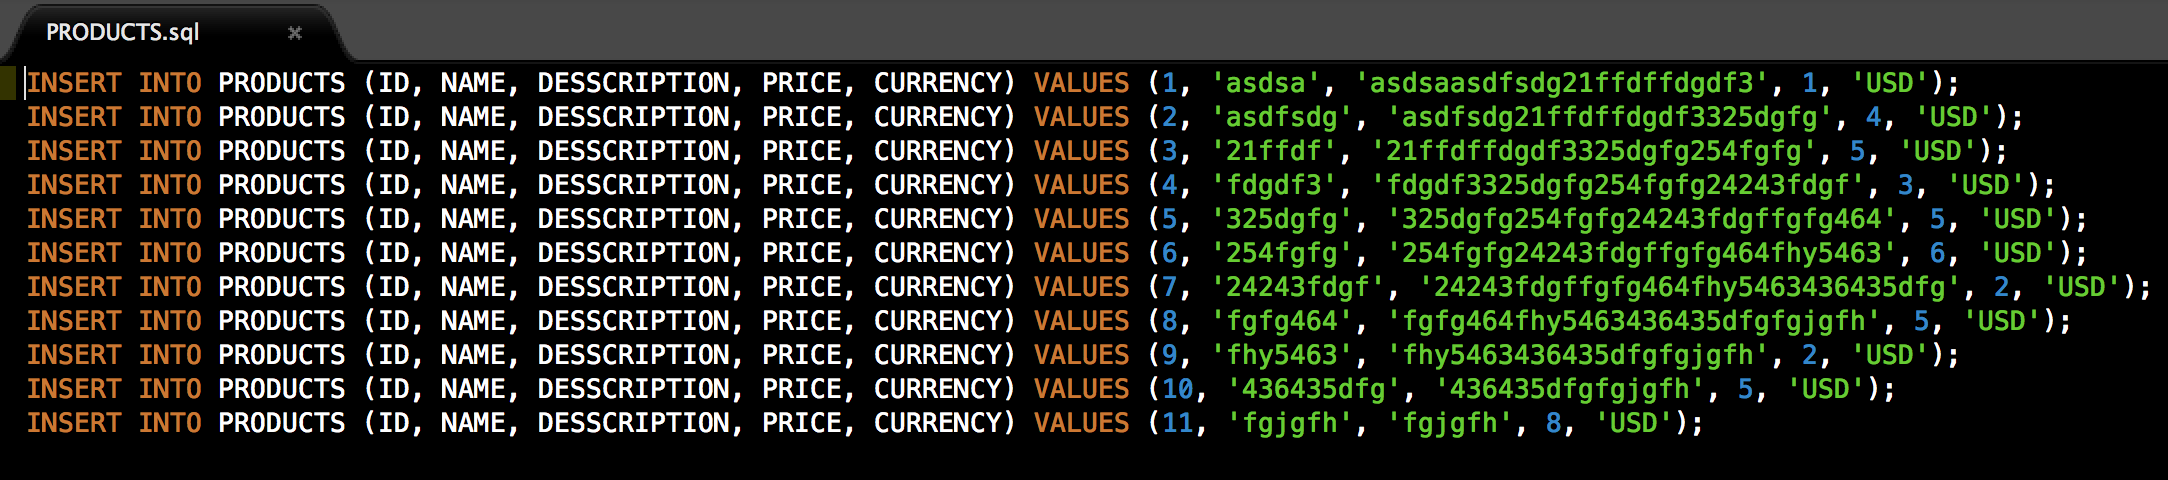 PRODUCTS.sql ×
INSERT INTO PRODUCTS (ID, NAME, DESSCRIPTION, PRICE, CURRENCY) VALUES (1, 'asdsa', 'asdsaasdfsdg21ffdffdgdf3', 1, 'USD');
INSERT INTO PRODUCTS (ID, NAME, DESSCRIPTION, PRICE, CURRENCY) VALUES (2, 'asdfsdg', 'asdfsdg21ffdffdgdf3325dgfg', 4, 'USD');
INSERT INTO PRODUCTS (ID, NAME, DESSCRIPTION, PRICE, CURRENCY) VALUES (3, '21ffdf', '21ffdffdgdf3325dgfg254fgfg', 5, 'USD');
INSERT INTO PRODUCTS (ID, NAME, DESSCRIPTION, PRICE, CURRENCY) VALUES (4, 'fdgdf3', 'fdgdf3325dgfg254fgfg24243fdgf', 3, 'USD');
INSERT INTO PRODUCTS (ID, NAME, DESSCRIPTION, PRICE, CURRENCY) VALUES (5, '325dgfg', '325dgfg254fgfg24243fdgffgfg464', 5, 'USD');
INSERT INTO PRODUCTS (ID, NAME, DESSCRIPTION, PRICE, CURRENCY) VALUES (6, '254fgfg', '254fgfg24243fdgffgfg464fhy5463', 6, 'USD');
INSERT INTO PRODUCTS (ID, NAME, DESSCRIPTION, PRICE, CURRENCY) VALUES (7, '24243fdgf', '24243fdgffgfg464fhy5463436435dfg', 2, 'USD');
INSERT INTO PRODUCTS (ID, NAME, DESSCRIPTION, PRICE, CURRENCY) VALUES (8, 'fgfg464', 'fgfg464fhy5463436435dfgfgjgfh', 5, 'USD');
INSERT INTO PRODUCTS (ID, NAME, DESSCRIPTION, PRICE, CURRENCY) VALUES (9, 'fhy5463', 'fhy5463436435dfgfgjgfh', 2, 'USD');
INSERT INTO PRODUCTS (ID, NAME, DESSCRIPTION, PRICE, CURRENCY) VALUES (10, '436435dfg', '436435dfgfgjgfh', 5, 'USD');
INSERT INTO PRODUCTS (ID, NAME, DESSCRIPTION, PRICE, CURRENCY) VALUES (11, 'fgjgfh', 'fgjgfh', 8, 'USD');